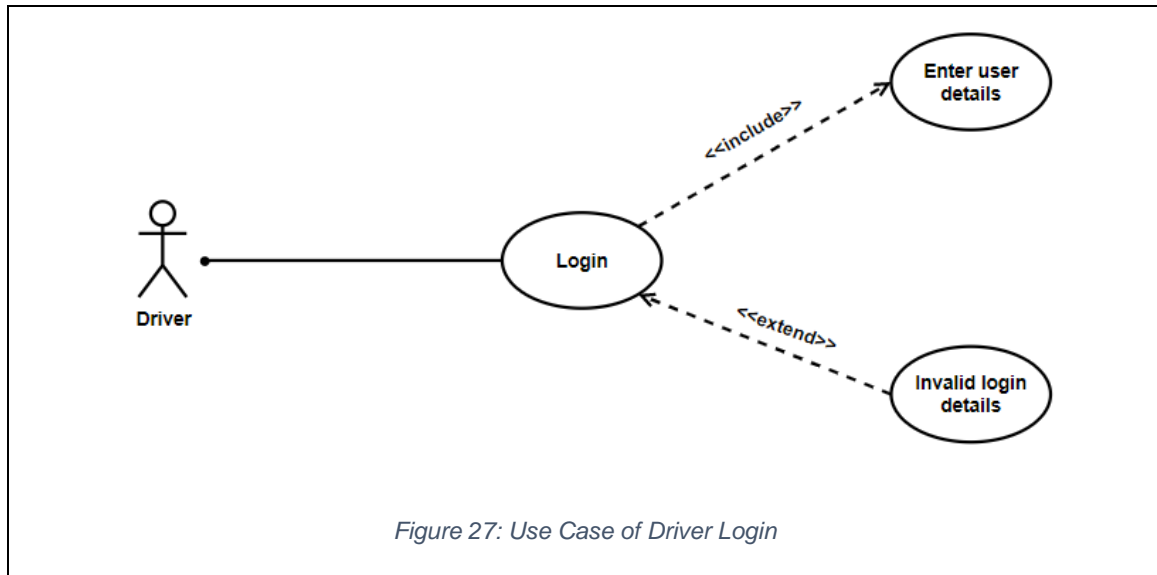 Enter user
details
<<include>>
Login
Driver
<<extend>>
Invalid login
details
Figure 27: Use Case of Driver Login